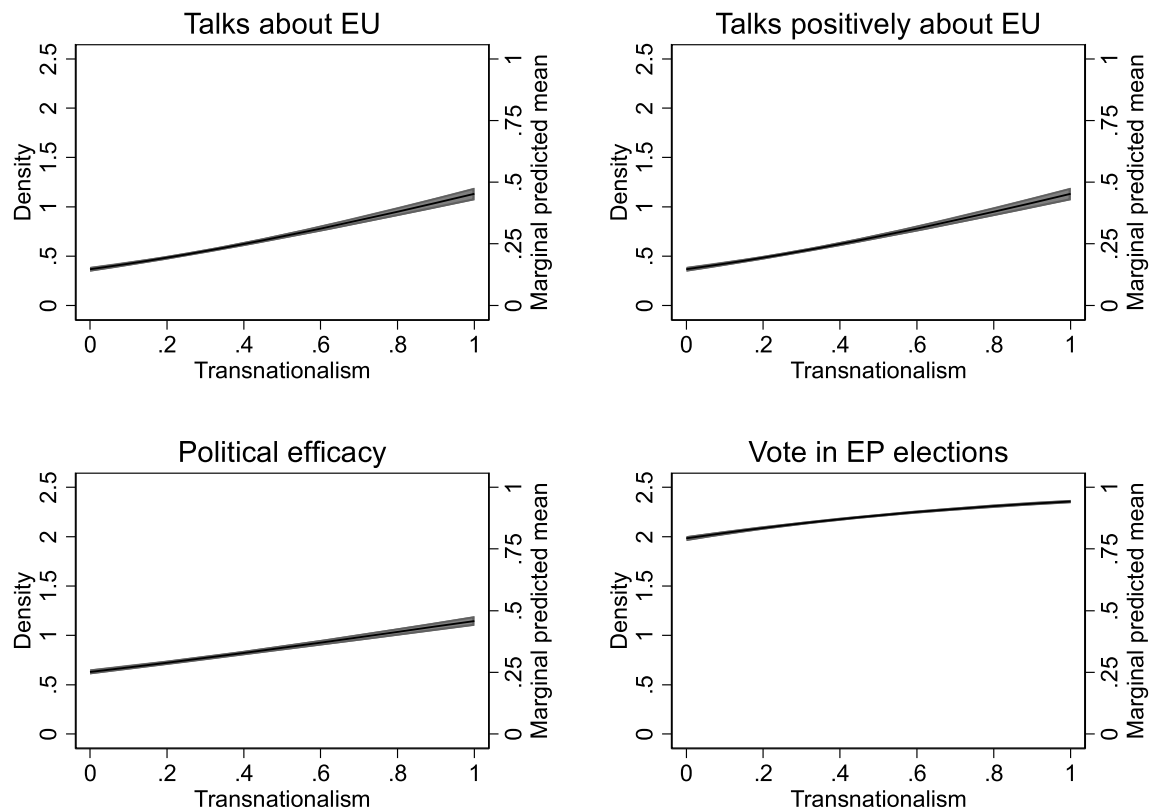 Talks about EU
Density
0 .5 1 1.5 2 2.5
Marginal predicted mean
0 .25 .5 .75 1
0 .2 .4 .6 .8 1
Transnationalism
Talks positively about EU
Density
0 .5 1 1.5 2 2.5
Marginal predicted mean
0 .25 .5 .75 1
0 .2 .4 .6 .8 1
Transnationalism
Political efficacy
Density
0 .5 1 1.5 2 2.5
Marginal predicted mean
0 .25 .5 .75 1
0 .2 .4 .6 .8 1
Transnationalism
Vote in EP elections
Density
0 .5 1 1.5 2 2.5
Marginal predicted mean
0 .25 .5 .75 1
0 .2 .4 .6 .8 1
Transnationalism